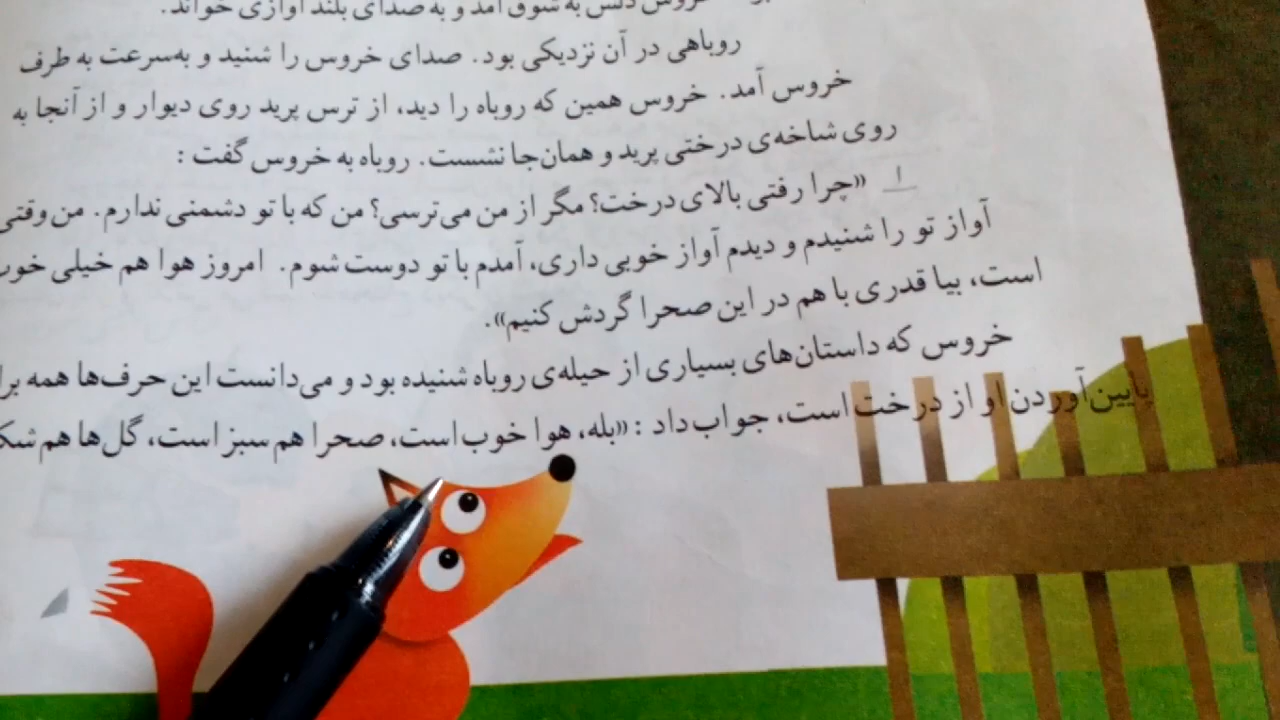 خروس دلش به شوق آمد و به صدای بلند آوازی خواند.
روباهی در آن نزدیکی بود. صدای خروس را شنید و به‌سرعت به طرف
خروس آمد. خروس همین که روباه را دید، از ترس پرید روی دیوار و از آنجا به
روی شاخه‌ی درختی پرید و همان‌جا نشست. روباه به خروس گفت :
۱ «چرا رفتی بالای درخت؟ مگر از من می‌ترسی؟ من که با تو دشمنی ندارم. من وقتی
آواز تو را شنیدم و دیدم آواز خوبی داری، آمدم با تو دوست شوم. امروز هوا هم خیلی خوب
است، بیا قدری با هم در این صحرا گردش کنیم».
خروس که داستان‌های بسیاری از حیله‌ی روباه شنیده بود و می‌دانست این حرف‌ها همه
پایین‌آوردن او از درخت است، جواب داد : «بله، هوا خوب است، صحرا هم سبز است، گل‌ها هم